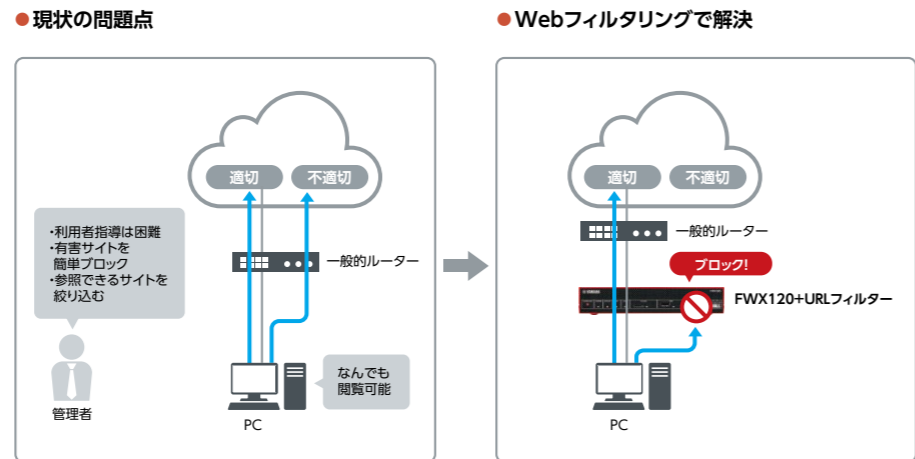 ●現状の問題点
適切
不適切
・利用者指導は困難
・有害サイトを
簡単ブロック
・参照できるサイトを
絞り込む
一般的ルーター
なんでも
閲覧可能
管理者
PC
●Webフィルタリングで解決
適切
不適切
一般的ルーター
ブロック!
FWX120+URLフィルター
PC